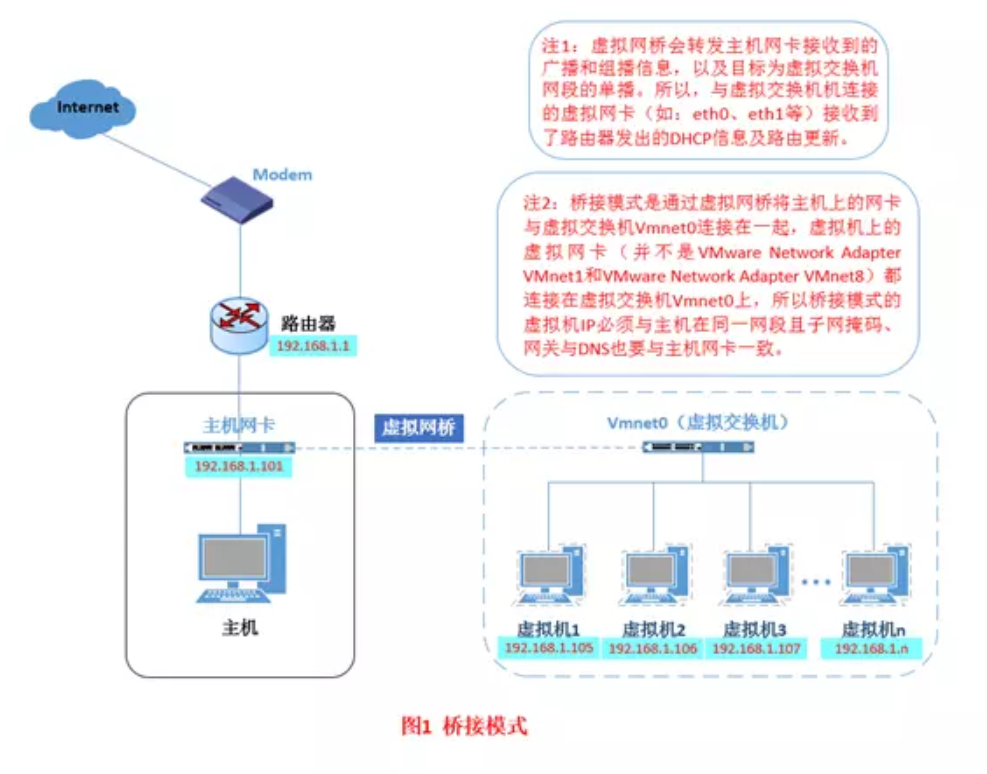 注1：虚拟网桥会转发主机网卡接收到的
广播和组播信息，以及目标为虚拟交换机
网段的单播。所以，与虚拟交换机机连接
的虚拟网卡（如：eth0、eth1等）接收到
了路由器发出的DHCP信息及路由更新。
Internet
Modem
注2：桥接模式是通过虚拟网桥将主机上的网卡
与虚拟交换机Vmnet0连接在一起，虚拟机上的
虚拟网卡（并不是VMware Network Adapter
VMnet1和VMware Network Adapter VMnet8）都
连接在虚拟交换机Vmnet0上，所以桥接模式的
虚拟机IP必须与主机在同一网段且子网掩码、
网关与DNS也要与主机网卡一致。
路由器
192.168.1.1
主机网卡
192.168.1.101
虚拟网桥
Vmnet0（虚拟交换机）
主机
虚拟机1
192.168.1.105
虚拟机2
192.168.1.106
虚拟机3
192.168.1.107
虚拟机n
192.168.1.n
图1 桥接模式